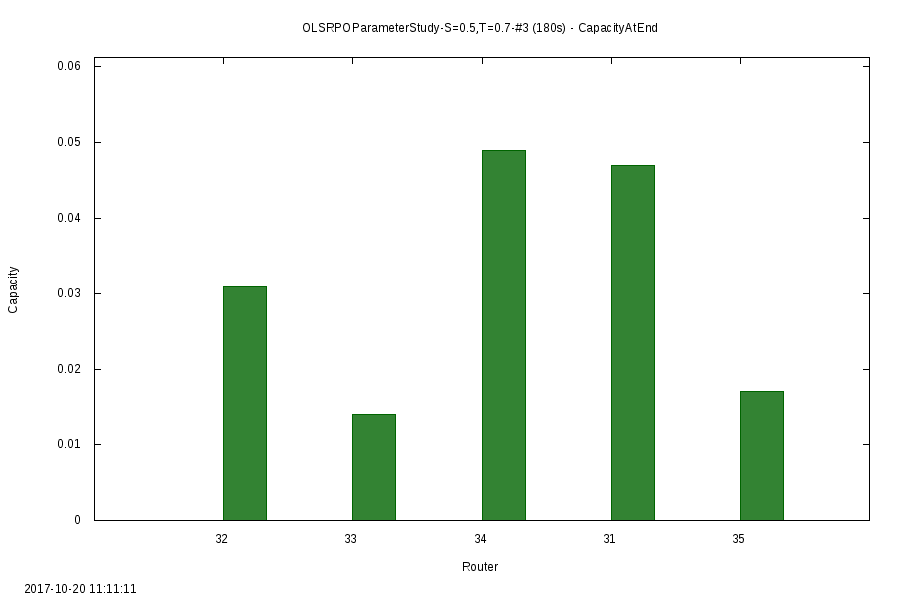 OLSRPOParameterStudy-S=0.5,T=0.7-#3 (180s) - CapacityAtEnd
0.06
0.05
0.04
0.03
0.02
0.01
0
Capacity
32 33 34 31 35
Router
2017-10-20 11:11:11